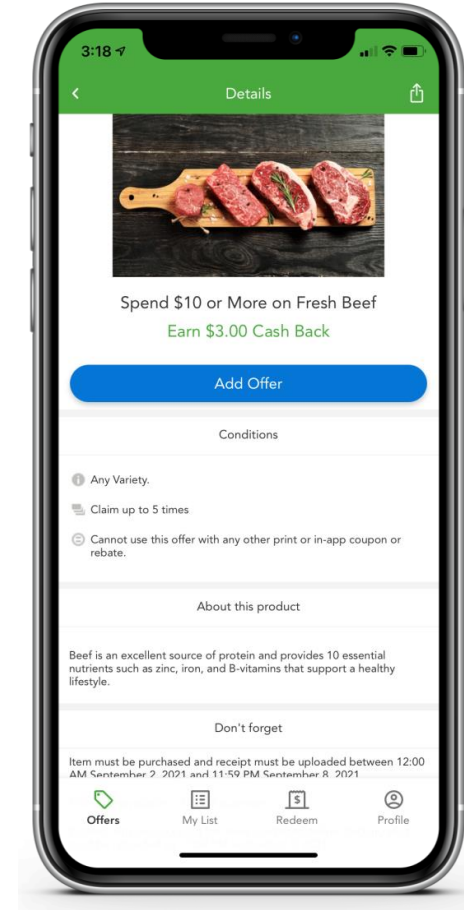 3:18
Details
Spend $10 or More on Fresh Beef
Earn $3.00 Cash Back
Add Offer
Conditions
Any Variety.
Claim up to 5 times
Cannot use this offer with any other print or in-app coupon or
rebate.
About this product
Beef is an excellent source of protein and provides 10 essential
nutrients such as zinc, iron, and B-vitamins that support a healthy
lifestyle.
Don't forget
Item must be purchased and receipt must be uploaded between 12:00
AM September 2, 2021 and 11:59 PM September 8, 2021
Offers My List Redeem Profile